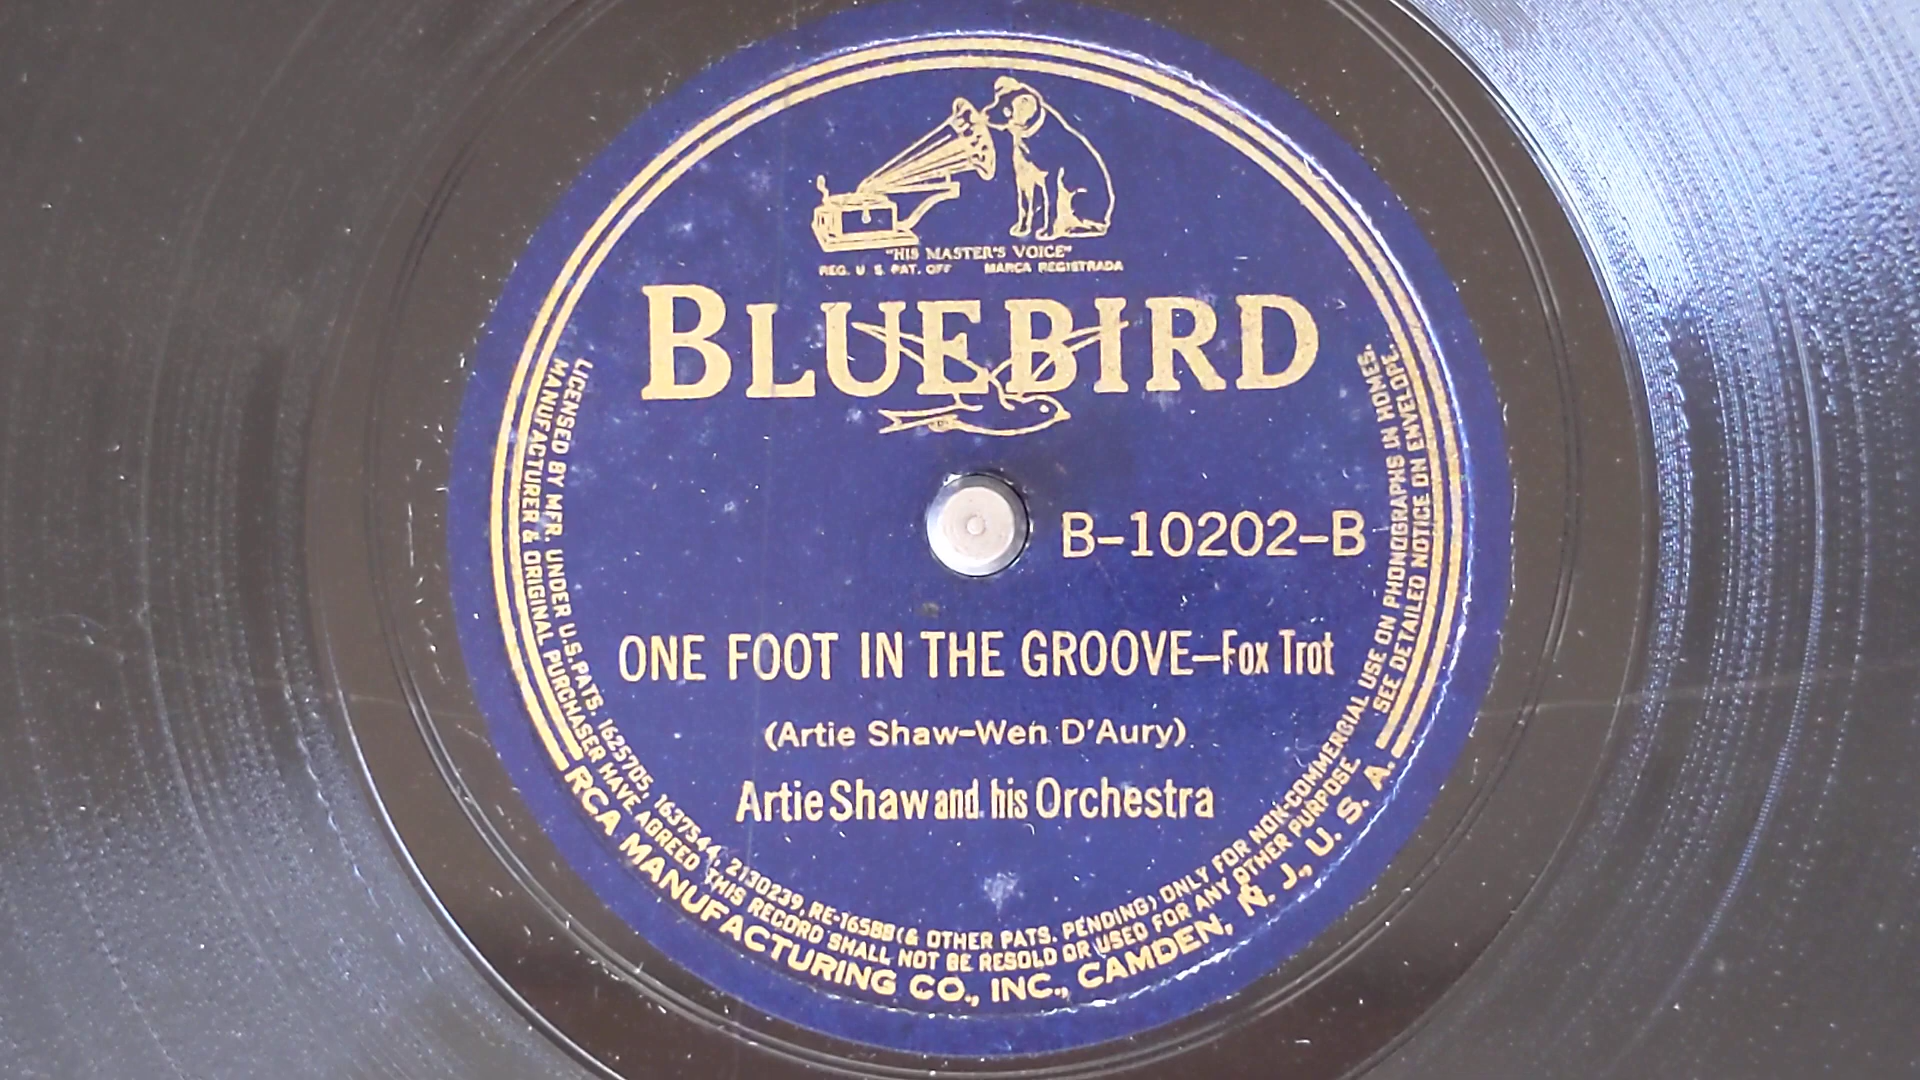 "HIS MASTER'S VOICE"
REG. U. S. PAT. OFF MARCA REGISTRADA
BLUEBIRD
B-10202-B
ONE FOOT IN THE GROOVE-Fox Trot
(Artie Shaw-Wen D'Aury)
Artie Shaw and his Orchestra
LICENSED BY MFR. UNDER U.S.PATS. 1625705, 1637544, 2130239, RE-16588 (& OTHER PATS. PENDING) ONLY FOR NON-COMMERCIAL USE ON PHONOGRAPHS IN HOMES.
MANUFACTURER & ORIGINAL PURCHASER HAVE AGREED THIS RECORD SHALL NOT BE RESOLD OR USED FOR ANY OTHER PURPOSE. SEE DETAILED NOTICE ON ENVELOPE.
RCA MANUFACTURING CO., INC., CAMDEN, N. J., U. S. A.